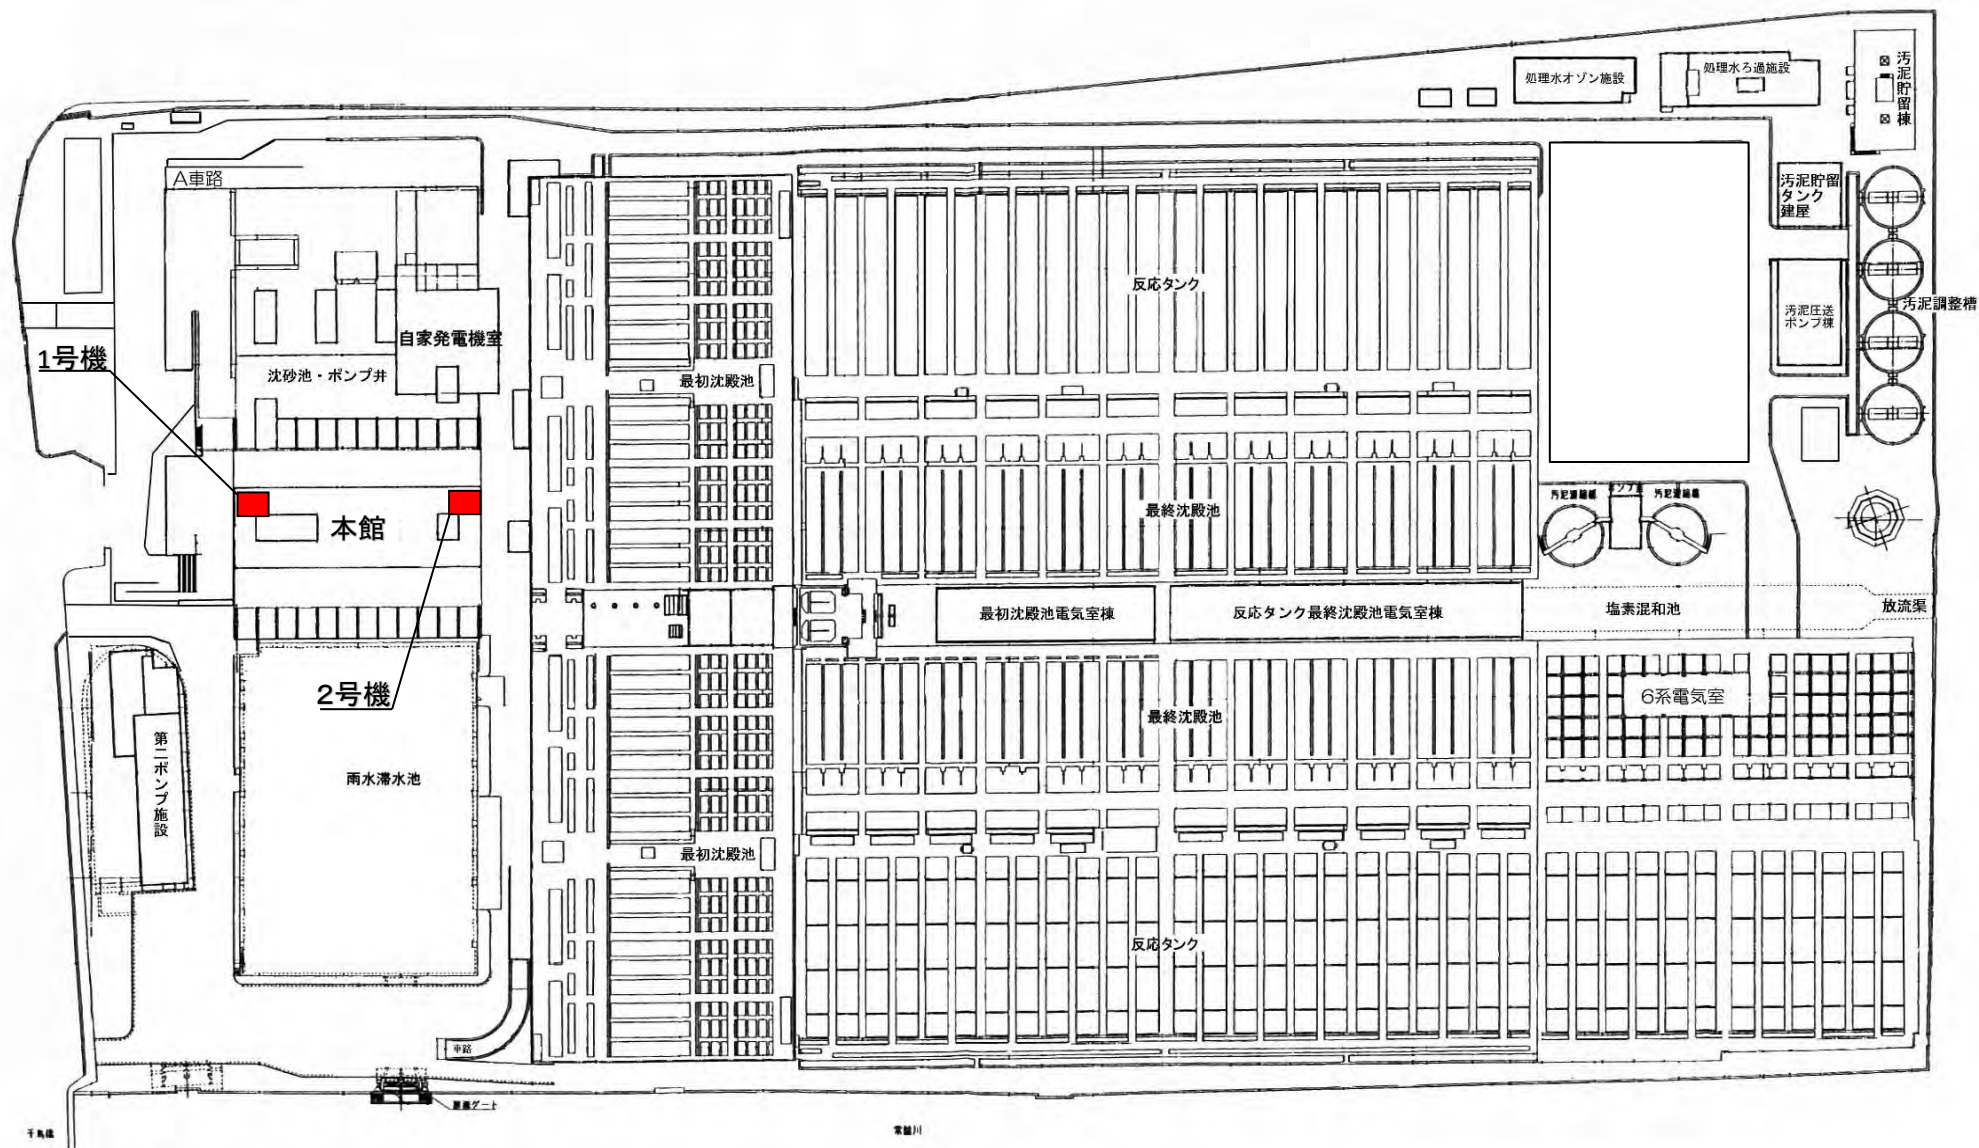 処理水オゾン施設
処理水ろ過施設
汚泥貯留棟
A車路
汚泥貯留
タンク
建屋
反応タンク
汚泥調整槽
汚泥圧送
ポンプ棟
自家発電機室
1号機
沈砂池・ポンプ井
最初沈殿池
本館
最終沈殿池
最初沈殿池電気室棟
反応タンク最終沈殿池電気室棟
塩素混和池
放流渠
2号機
6系電気室
最終沈殿池
第二ポンプ施設
雨水滞水池
最初沈殿池
反応タンク
車路